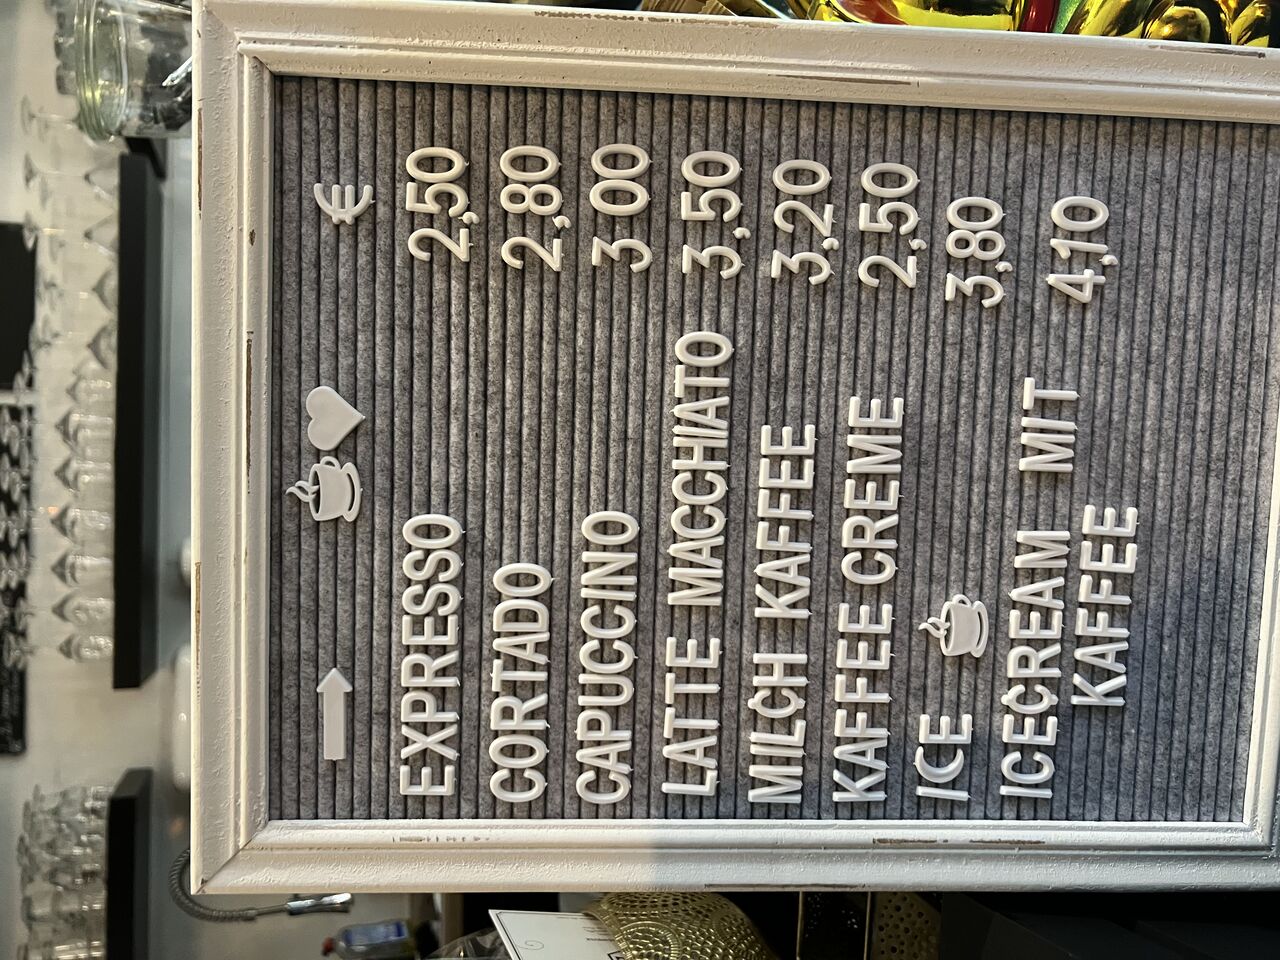 €
EXPRESSO 2,50
CORTADO 2,80
CAPUCCINO 3 00
LATTE MACCHIATO 3,50
MILCH KAFFEE 3,20
KAFFEE CREME 2,50
ICE 3,80
ICECREAM MIT 4,10
KAFFEE